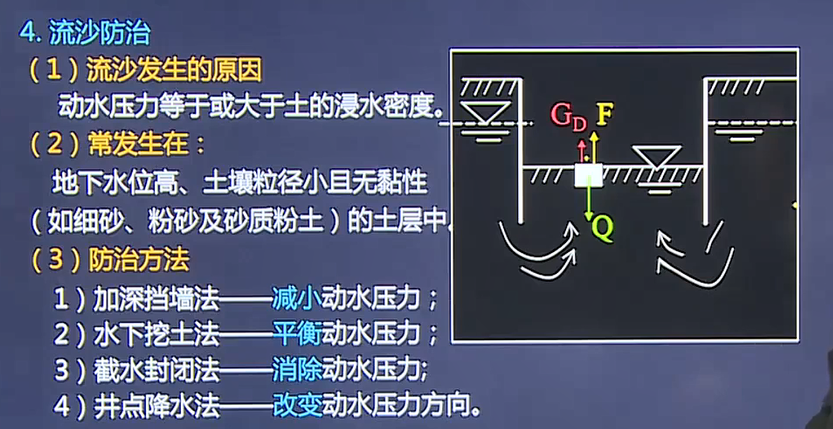 4. 流沙防治
（1）流沙发生的原因
动水压力等于或大于土的浸水密度。
（2）常发生在：
地下水位高、土壤粒径小且无黏性
（如细砂、粉砂及砂质粉土）的土层中.
（3）防治方法
1）加深挡墙法——减小动水压力；
2）水下挖土法——平衡动水压力；
3）截水封闭法——消除动水压力;
4）井点降水法——改变动水压力方向。
GD F
Q